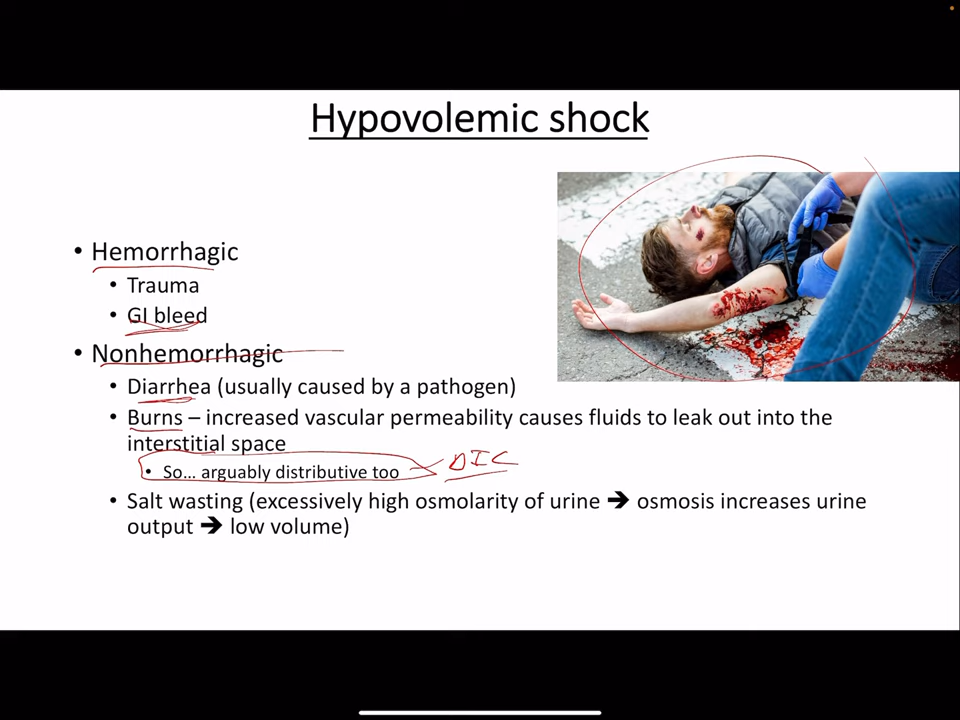 Hypovolemic shock
• Hemorrhagic
• Trauma
• GI bleed
• Nonhemorrhagic
• Diarrhea (usually caused by a pathogen)
• Burns – increased vascular permeability causes fluids to leak out into the
interstitial space
• So... arguably distributive too
DIC
• Salt wasting (excessively high osmolarity of urine ➔ osmosis increases urine
output ➔ low volume)